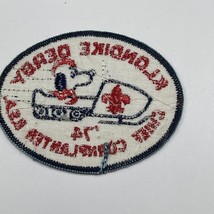 KLONDIKE DERBY
'74
CHIEF CORNPLANTER